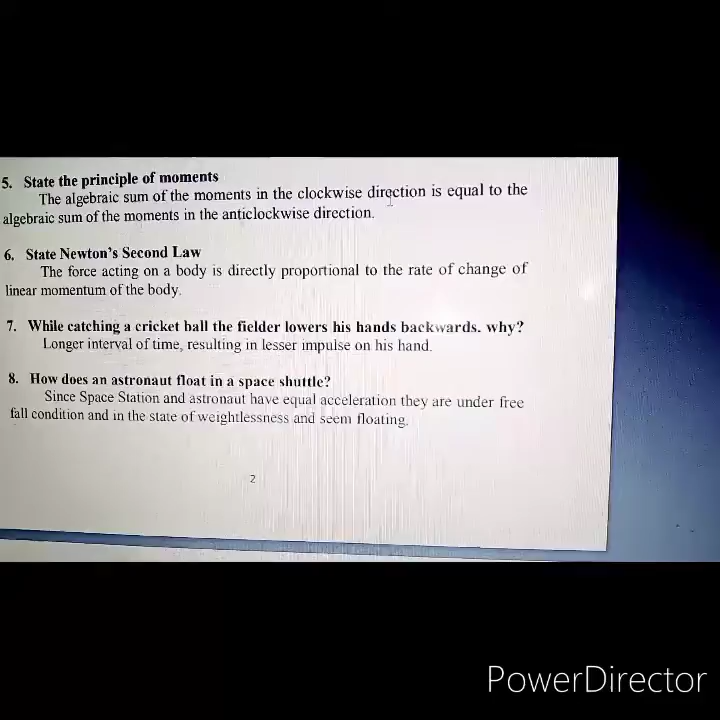 5. State the principle of moments
The algebraic sum of the moments in the clockwise direction is equal to the
algebraic sum of the moments in the anticlockwise direction.
6. State Newton's Second Law
The force acting on a body is directly proportional to the rate of change of
linear momentum of the body.
7. While catching a cricket ball the fielder lowers his hands backwards. why?
Longer interval of time, resulting in lesser impulse on his hand.
8. How does an astronaut float in a space shuttle?
Since Space Station and astronaut have equal acceleration they are under free
fall condition and in the state of weightlessness and seem floating.
2
PowerDirector